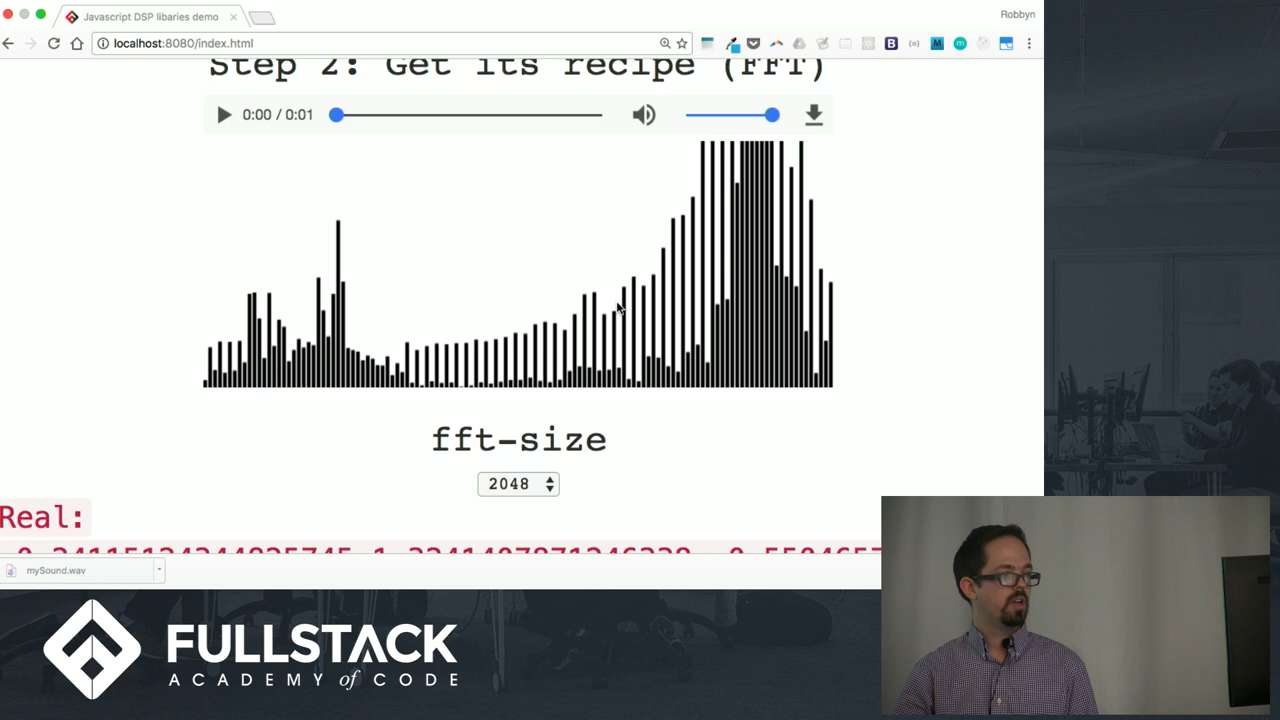 Javascript DSP libaries demo
Robbyn
localhost:8080/index.html
Step 2: Get its recipe (FFT)
0:00 / 0:01
fft-size
2048
Real:
mySound.wav
FULLSTACK
ACADEMY of CODE